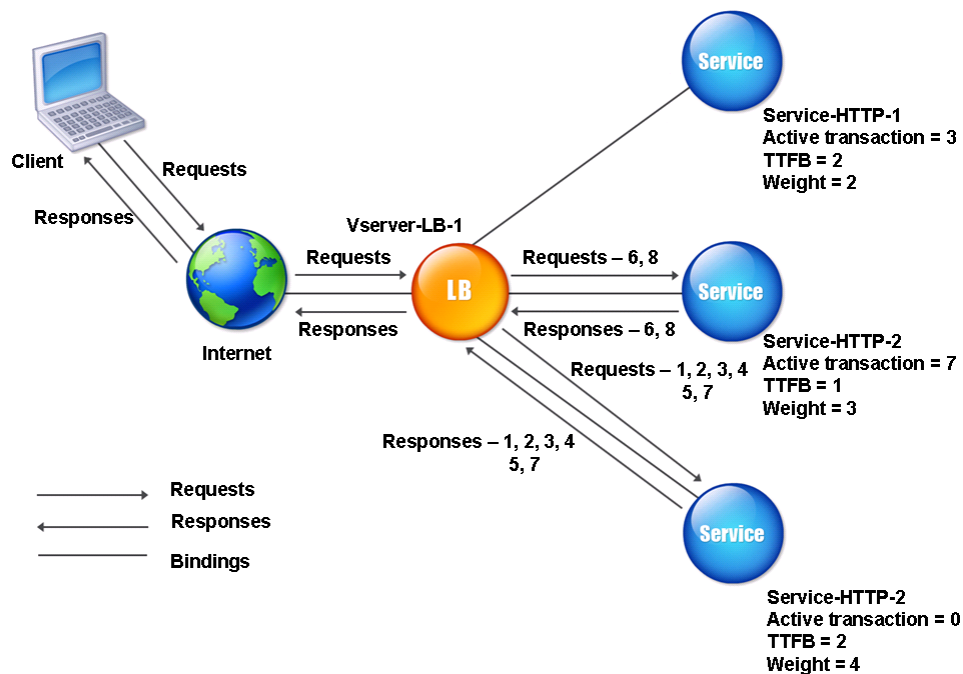 Service
Service-HTTP-1
Active transaction = 3
TTFB = 2
Weight = 2
Client
Requests
Responses
Vserver-LB-1
Requests
LB
Responses
Internet
Requests – 6, 8
Service
Responses – 6, 8
Service-HTTP-2
Active transaction = 7
TTFB = 1
Weight = 3
Requests – 1, 2, 3, 4
5, 7
Responses – 1, 2, 3, 4
5, 7
Requests
Responses
Bindings
Service
Service-HTTP-2
Active transaction = 0
TTFB = 2
Weight = 4